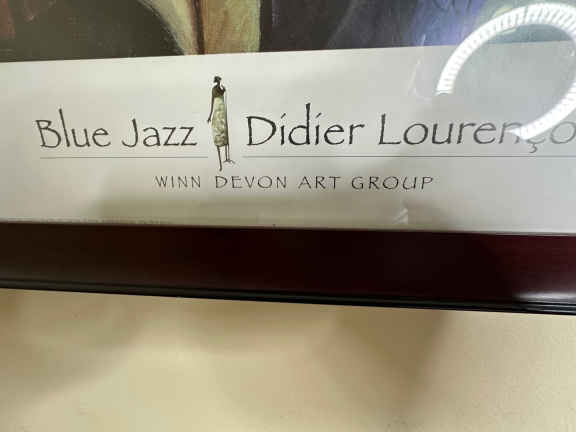 Blue Jazz Didier Lourenço
WINN DEVON ART GROUP